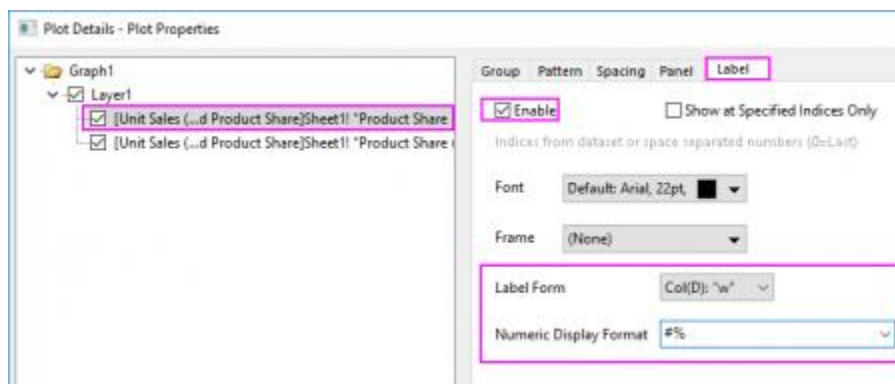 Plot Details - Plot Properties
Graph1
Layer1
[Unit Sales (...d Product Share]Sheet1! "Product Share
[Unit Sales (...d Product Share]Sheet1! "Product Share
Group Pattern Spacing Panel Label
Enable Show at Specified Indices Only
Indices from dataset or space separated numbers (0=Last)
Font Default: Arial, 22pt,
Frame (None)
Label Form Col(D): "w"
Numeric Display Format #%